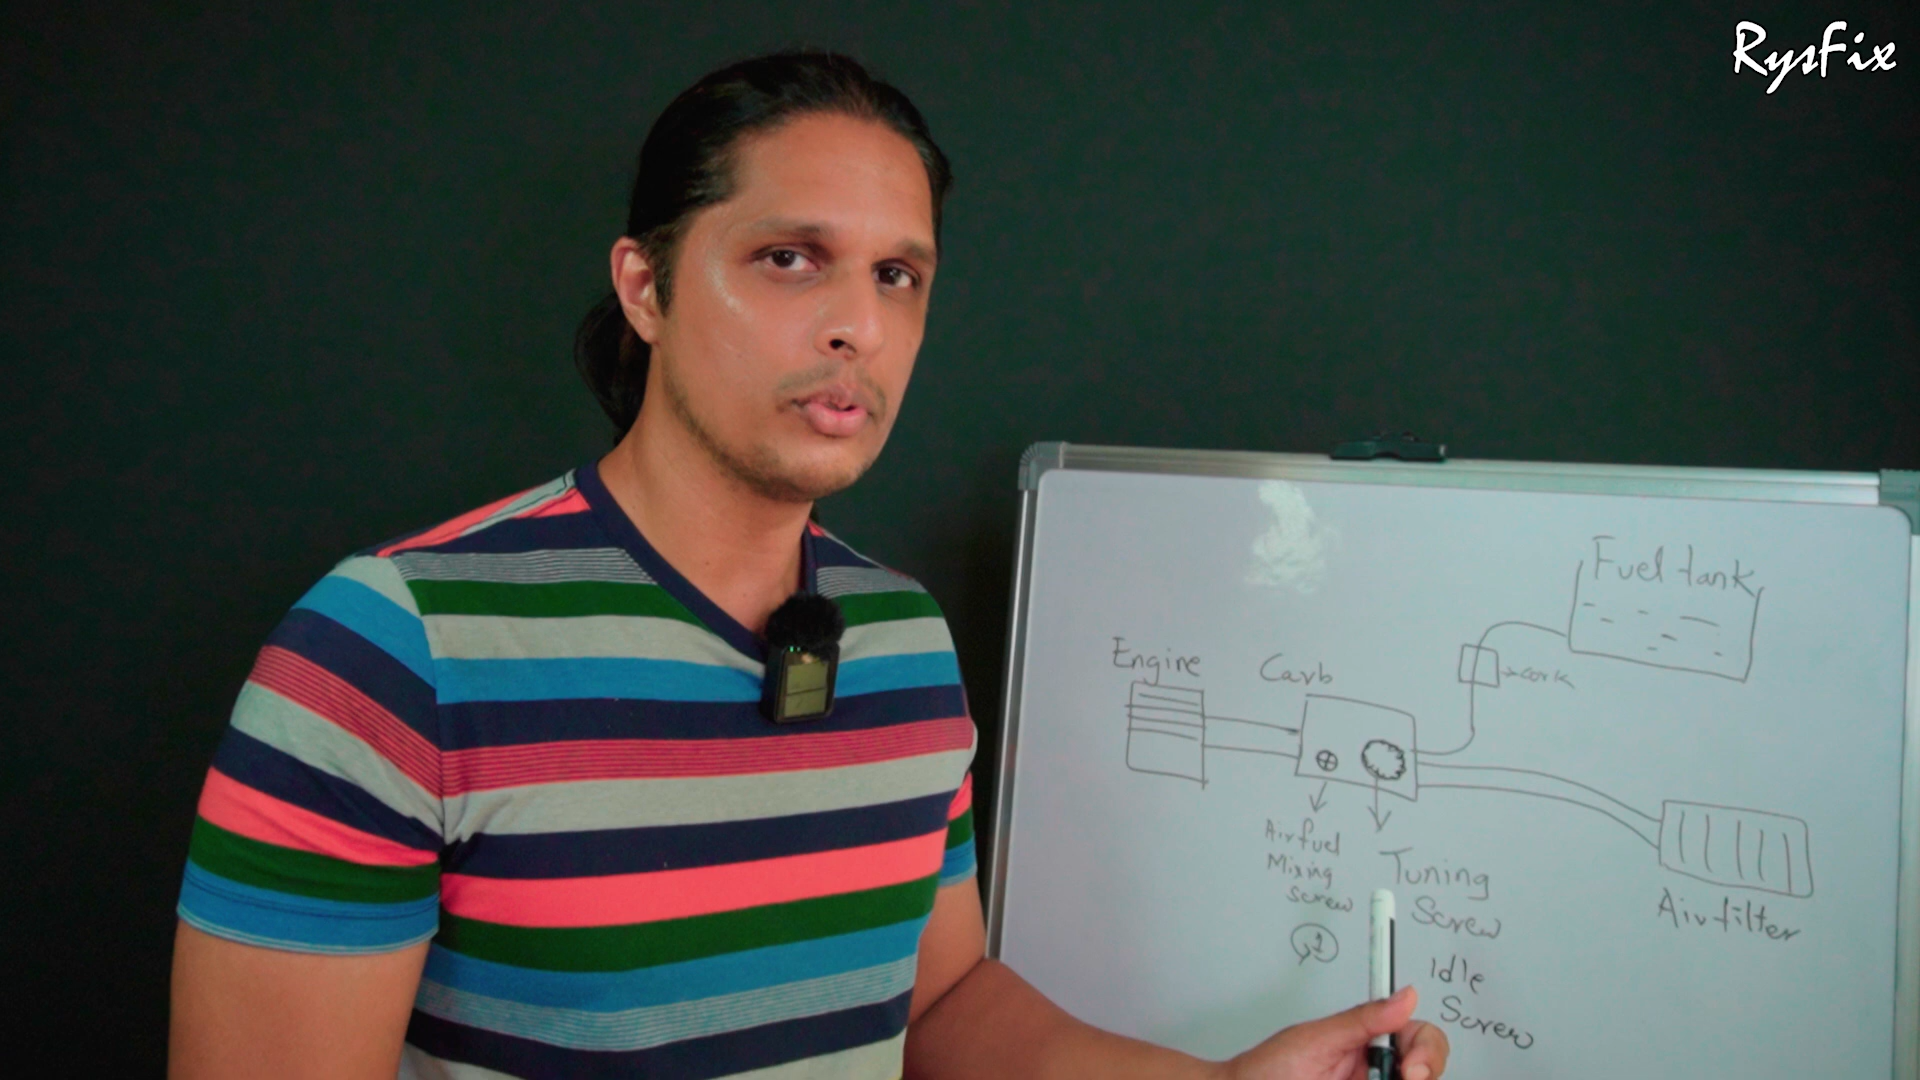 RysFix
Fuel tank
Engine
Carb
cork
Air fuel
Mixing
screw
Tuning
Screw
Idle
Screw
Air filter